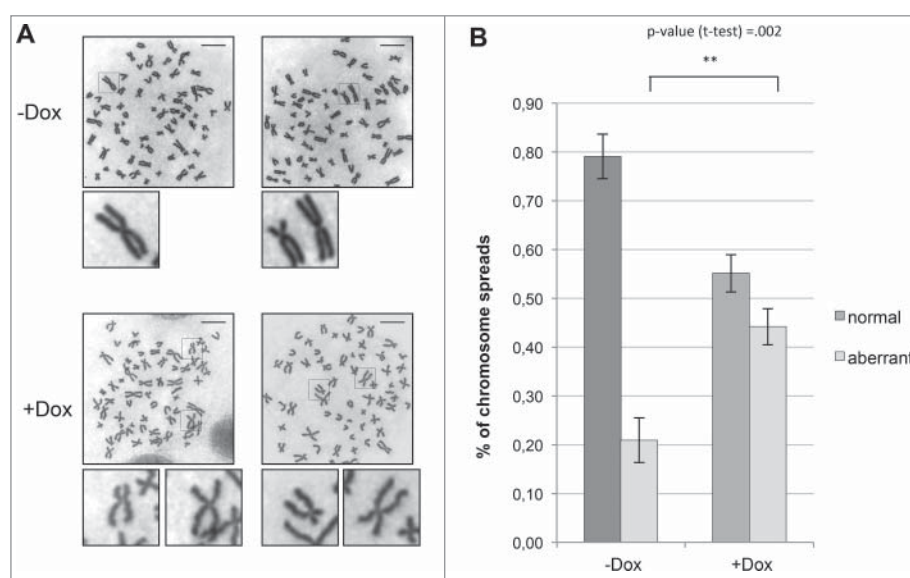 A
-Dox
+Dox
B
p-value (t-test) =.002
**
0,90
0,80
0,70
0,60
0,50
0,40
0,30
0,20
0,10
0,00
% of chromosome spreads
normal
aberrant
-Dox
+Dox